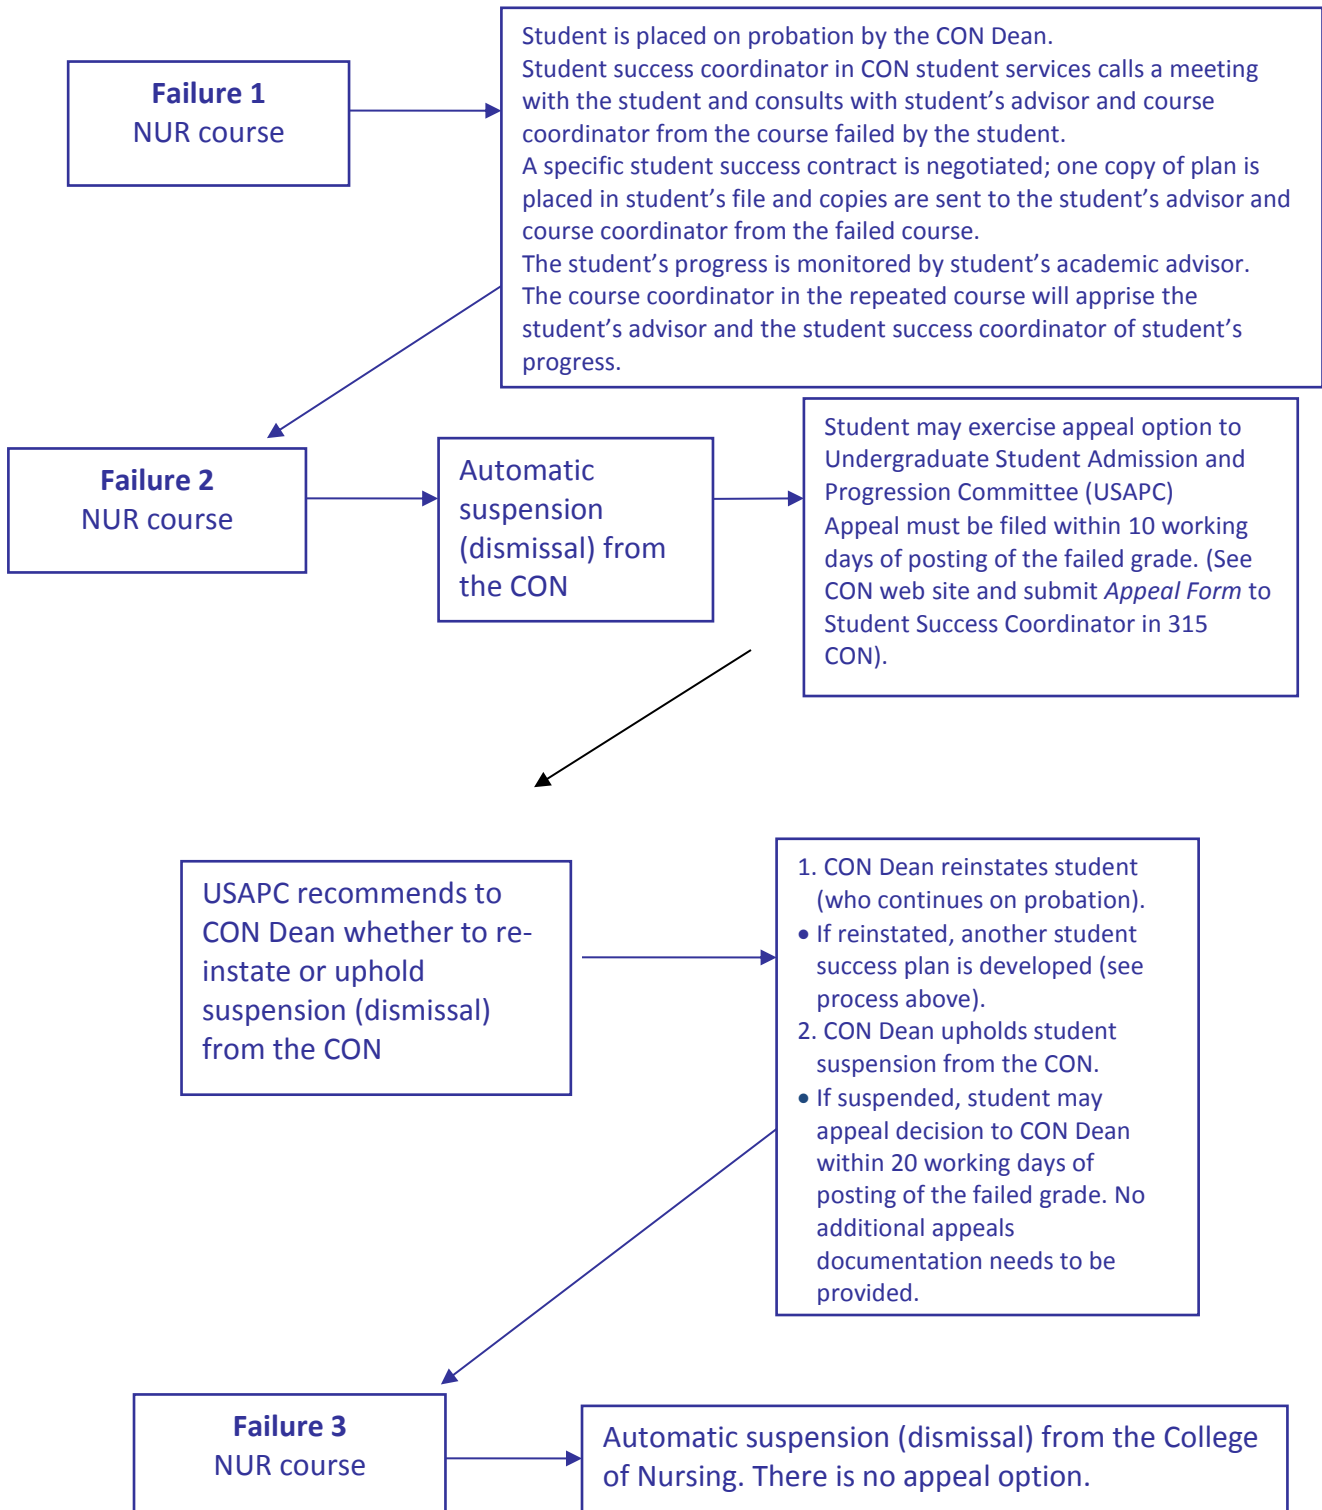 Failure 1
NUR course
Student is placed on probation by the CON Dean.
Student success coordinator in CON student services calls a meeting
with the student and consults with student’s advisor and course
coordinator from the course failed by the student.
A specific student success contract is negotiated; one copy of plan is
placed in student’s file and copies are sent to the student’s advisor and
course coordinator from the failed course.
The student’s progress is monitored by student’s academic advisor.
The course coordinator in the repeated course will apprise the
student’s advisor and the student success coordinator of student’s
progress.
Failure 2
NUR course
Automatic
suspension
(dismissal) from
the CON
Student may exercise appeal option to
Undergraduate Student Admission and
Progression Committee (USAPC)
Appeal must be filed within 10 working
days of posting of the failed grade. (See
CON web site and submit Appeal Form to
Student Success Coordinator in 315
CON).
USAPC recommends to
CON Dean whether to re-
instate or uphold
suspension (dismissal)
from the CON
1. CON Dean reinstates student
(who continues on probation).
• If reinstated, another student
success plan is developed (see
process above).
2. CON Dean upholds student
suspension from the CON.
• If suspended, student may
appeal decision to CON Dean
within 20 working days of
posting of the failed grade. No
additional appeals
documentation needs to be
provided.
Failure 3
NUR course
Automatic suspension (dismissal) from the College
of Nursing. There is no appeal option.